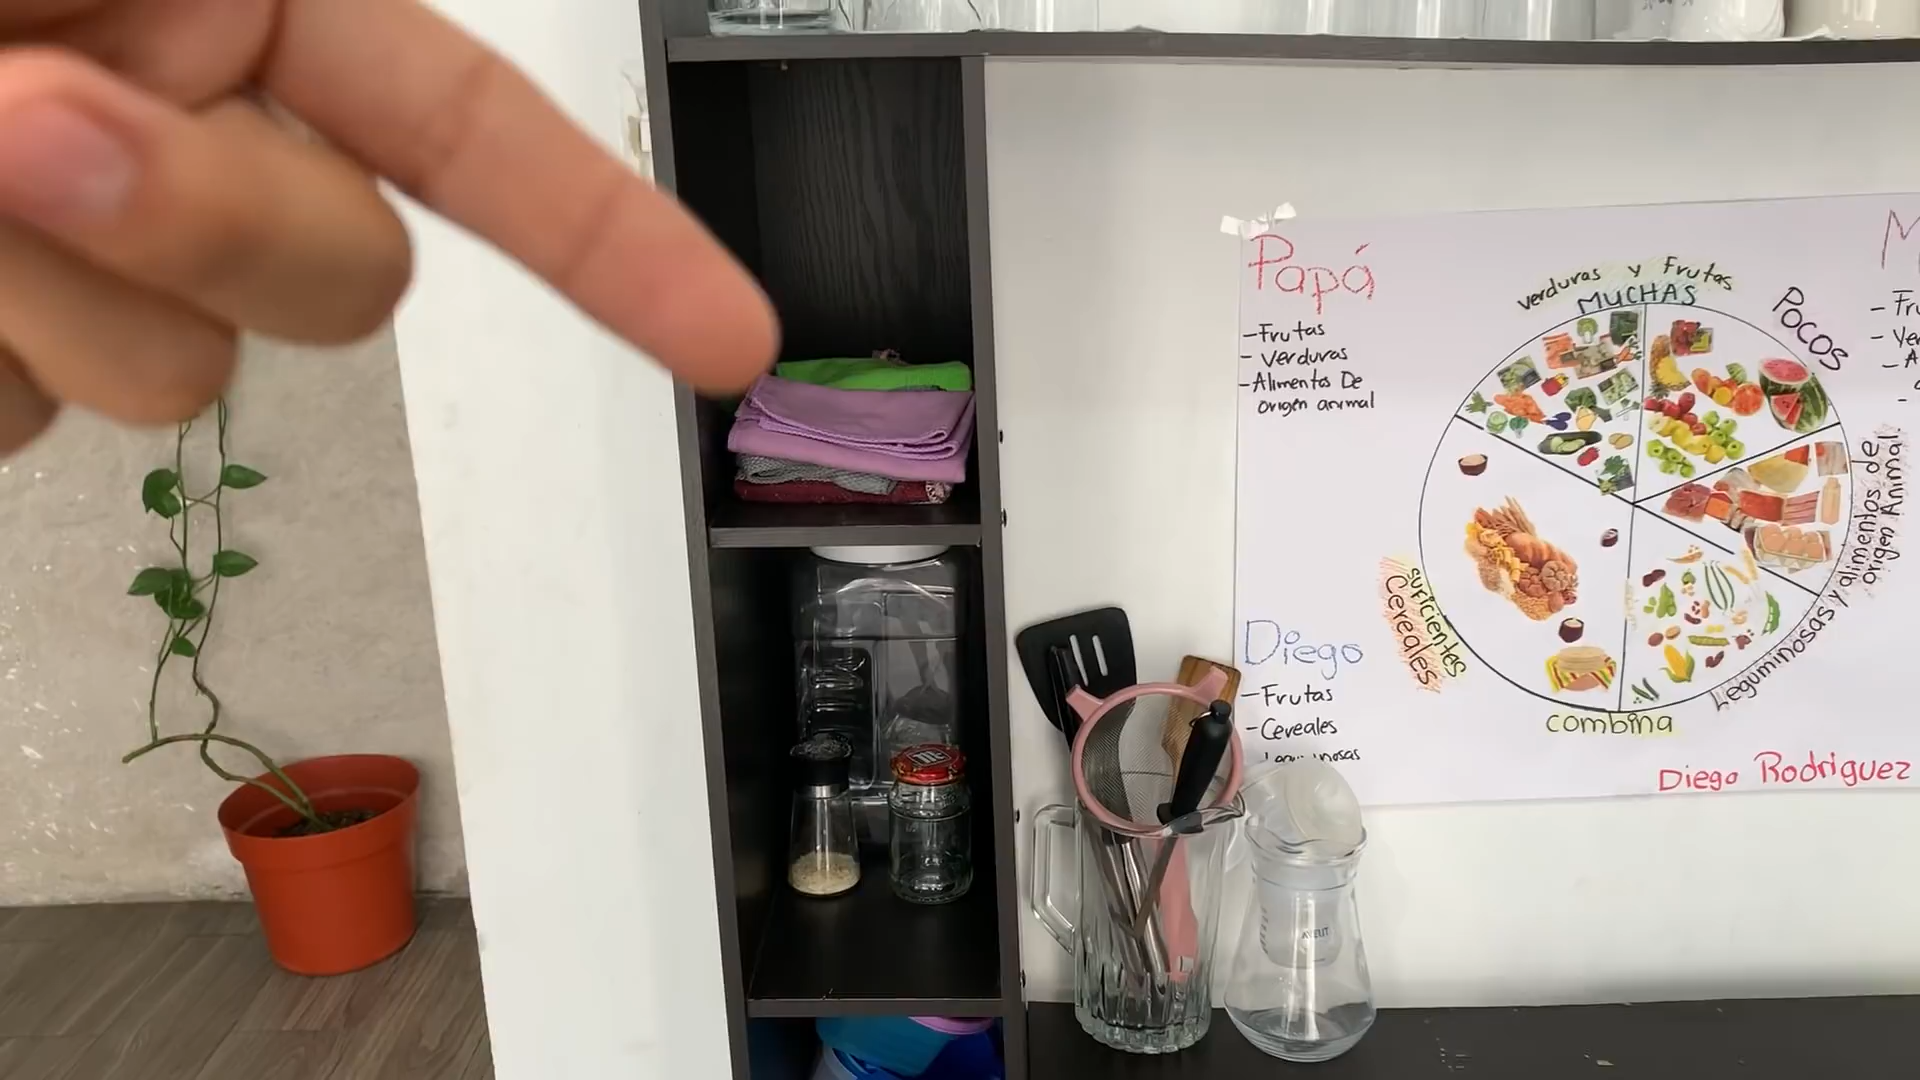 Papá
-Frutas
- Verduras
-Alimentos De
origen animal
Diego
-Frutas
-Cereales
verduras y Frutas
MUCHAS
POCOS
Leguminosas y alimentos de
origen Animal
combina
suficientes
Cereales
Diego Rodriguez